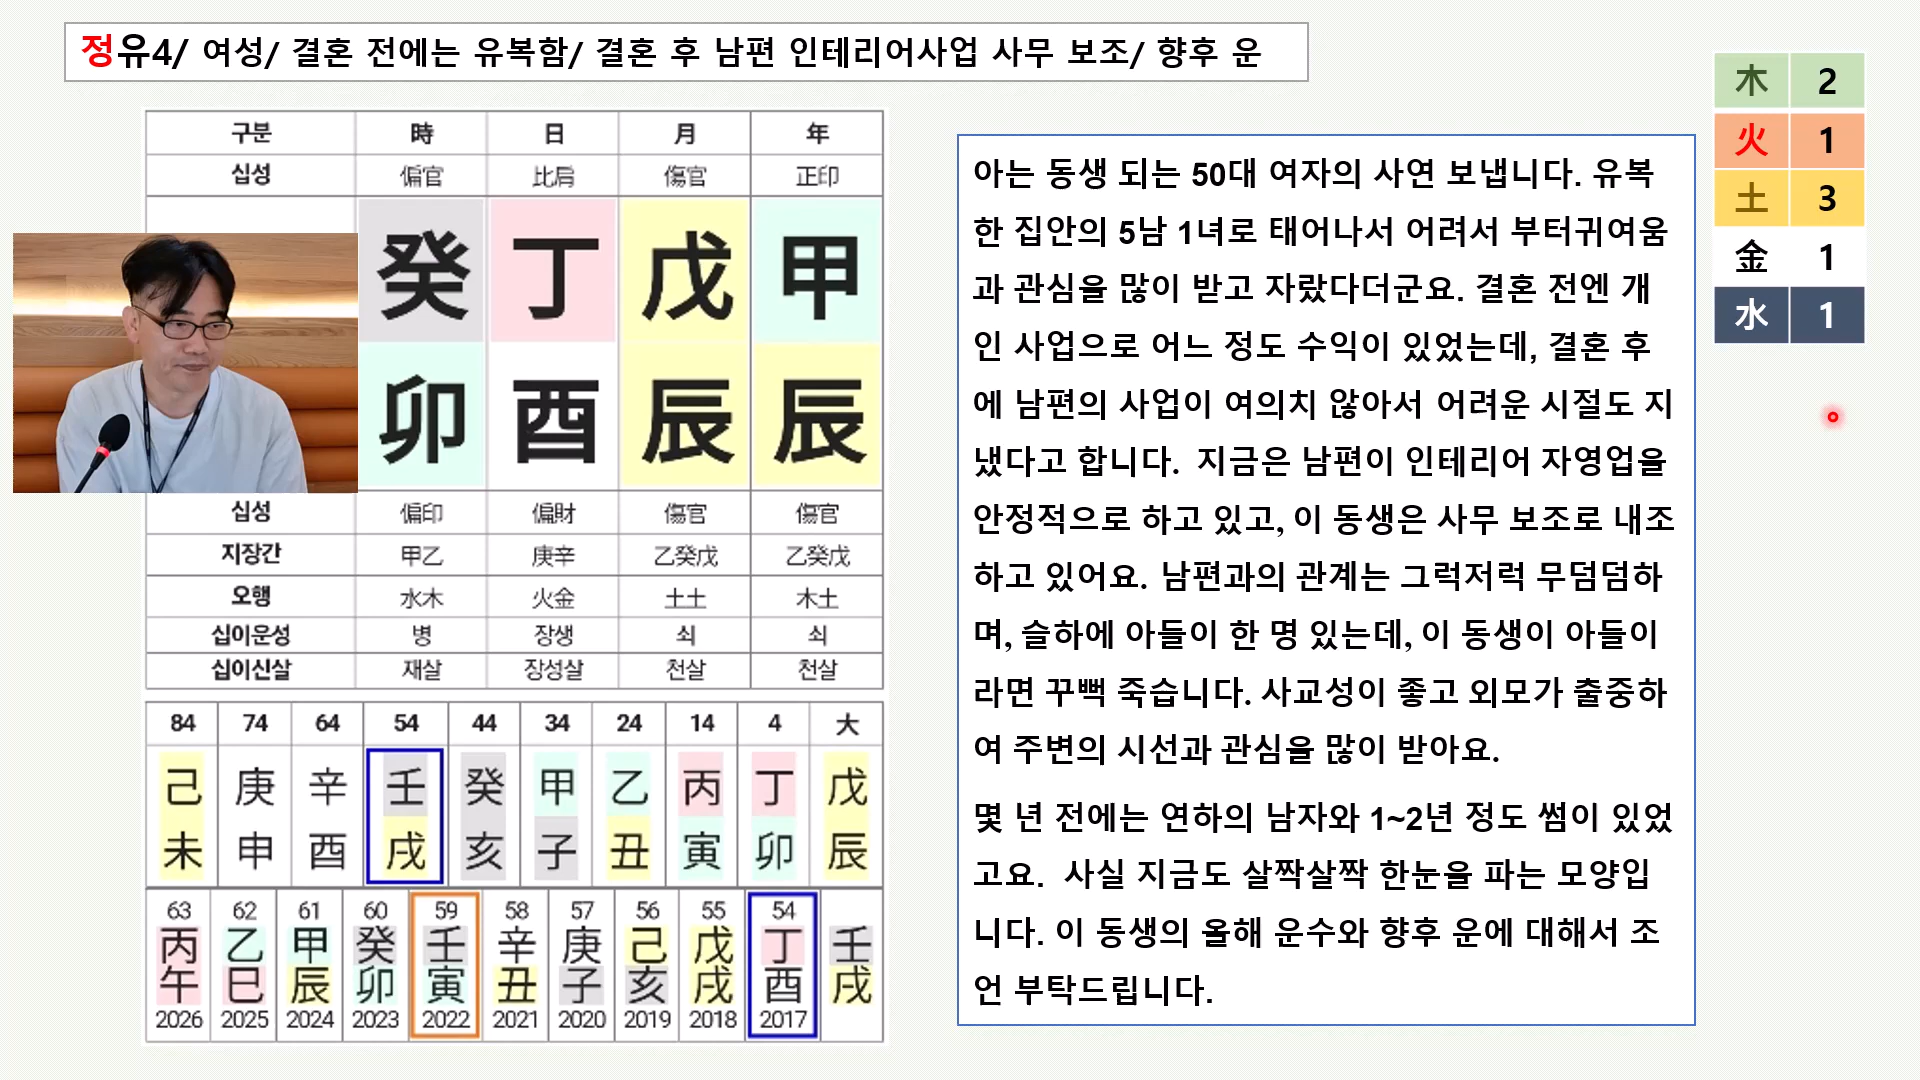 정유4/ 여성/ 결혼 전에는 유복함/ 결혼 후 남편 인테리어사업 사무 보조/ 향후 운
구분 時 日 月 年
십성 偏官 比肩 傷官 正印
癸 丁 戊 甲
卯 酉 辰 辰
십성 偏印 偏財 傷官 傷官
지장간 甲乙 庚辛 乙癸戊 乙癸戊
오행 水木 火金 土土 木土
십이운성 병 장생 쇠 쇠
십이신살 재살 장성살 천살 천살
84 74 64 54 44 34 24 14 4 大
己 庚 辛 壬 癸 甲 乙 丙 丁 戊
未 申 酉 戌 亥 子 丑 寅 卯 辰
63 62 61 60 59 58 57 56 55 54
丙 乙 甲 癸 壬 辛 庚 己 戊 丁 壬
午 巳 辰 卯 寅 丑 子 亥 戌 酉 戌
2026 2025 2024 2023 2022 2021 2020 2019 2018 2017
아는 동생 되는 50대 여자의 사연 보냅니다. 유복
한 집안의 5남 1녀로 태어나서 어려서 부터귀여움
과 관심을 많이 받고 자랐다더군요. 결혼 전엔 개
인 사업으로 어느 정도 수익이 있었는데, 결혼 후
에 남편의 사업이 여의치 않아서 어려운 시절도 지
냈다고 합니다. 지금은 남편이 인테리어 자영업을
안정적으로 하고 있고, 이 동생은 사무 보조로 내조
하고 있어요. 남편과의 관계는 그럭저럭 무덤덤하
며, 슬하에 아들이 한 명 있는데, 이 동생이 아들이
라면 꾸뻑 죽습니다. 사교성이 좋고 외모가 출중하
여 주변의 시선과 관심을 많이 받아요.
몇 년 전에는 연하의 남자와 1~2년 정도 썸이 있었
고요. 사실 지금도 살짝살짝 한눈을 파는 모양입
니다. 이 동생의 올해 운수와 향후 운에 대해서 조
언 부탁드립니다.
木 2
火 1
土 3
金 1
水 1